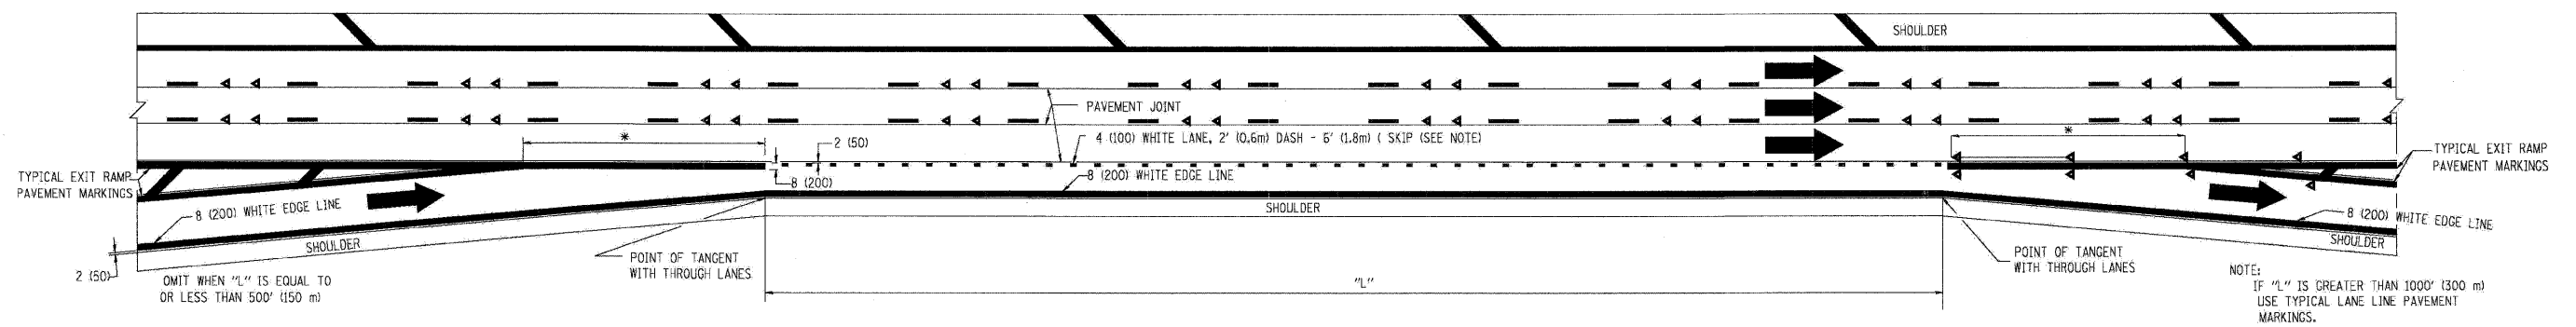 SHOULDER
PAVEMENT JOINT
*
2 (50)
4 (100) WHITE LANE, 2' (0.6m) DASH - 6' (1.8m) ( SKIP (SEE NOTE)
*
TYPICAL EXIT RAMP
PAVEMENT MARKINGS
8 (200)
8 (200) WHITE EDGE LINE
TYPICAL EXIT RAMP
PAVEMENT MARKINGS
8 (200) WHITE EDGE LINE
SHOULDER
8 (200) WHITE EDGE LINE
SHOULDER
SHOULDER
2 (50)
POINT OF TANGENT
WITH THROUGH LANES
POINT OF TANGENT
WITH THROUGH LANES
OMIT WHEN "L" IS EQUAL TO
OR LESS THAN 500' (150 m)
"L"
NOTE:
IF "L" IS GREATER THAN 1000' (300 m)
USE TYPICAL LANE LINE PAVEMENT
MARKINGS.